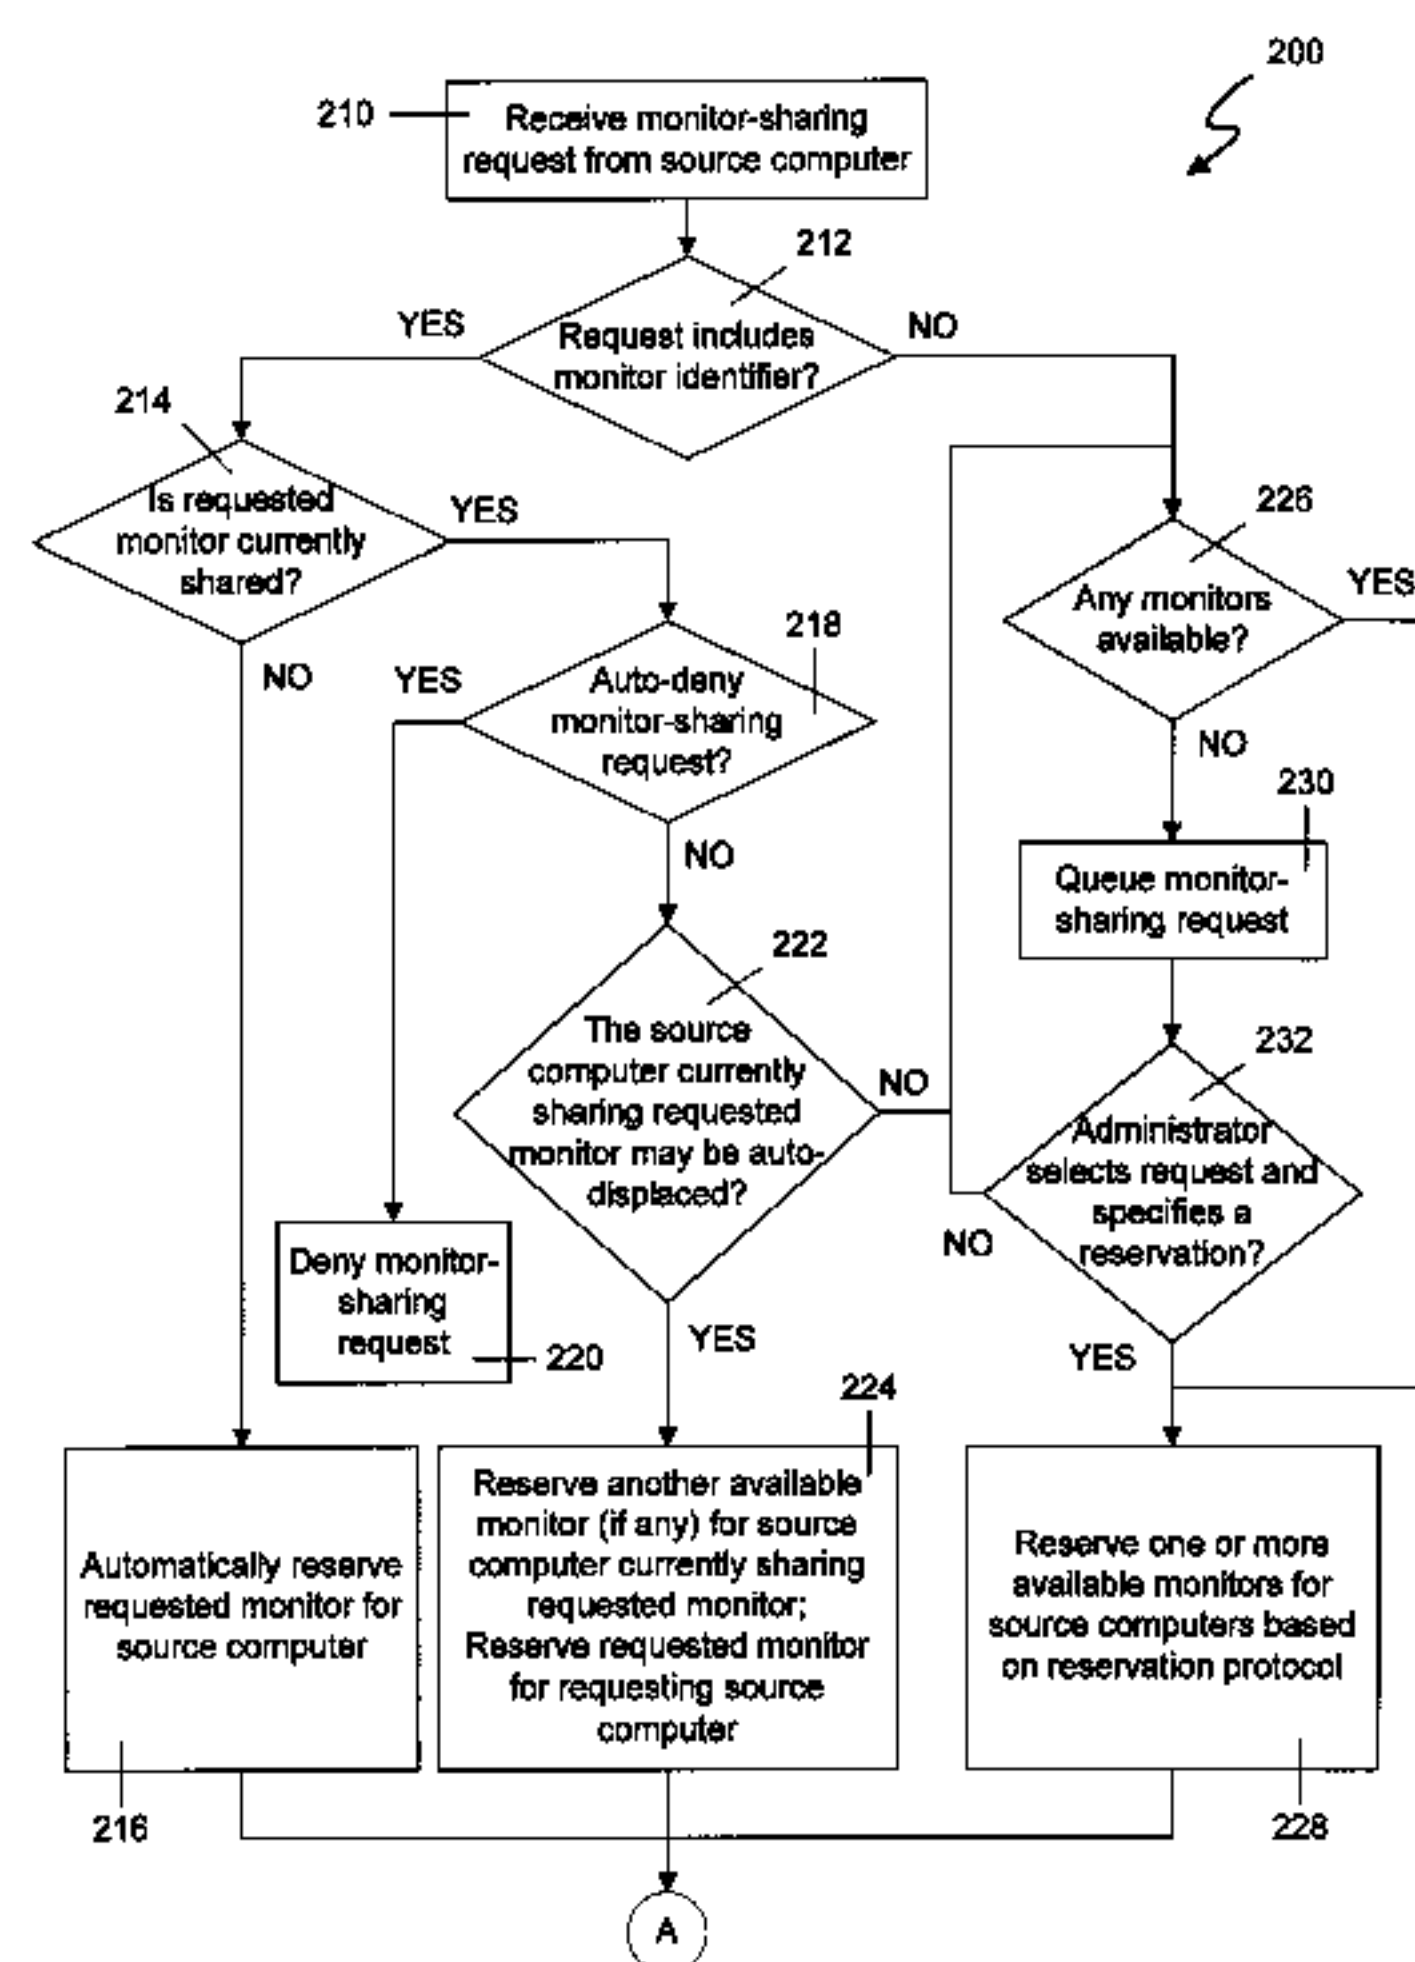 200
210
Receive monitor-sharing
request from source computer
212
YES
Request includes
monitor identifier?
NO
214
Is requested
monitor currently
shared?
YES
NO
226
Any monitors
available?
YES
NO
218
YES
Auto-deny
monitor-sharing
request?
NO
230
Queue monitor-
sharing request
222
The source
computer currently
sharing requested
monitor may be auto-
displaced?
NO
YES
232
Administrator
selects request and
specifies a
reservation?
NO
YES
Deny monitor-
sharing
request
220
224
Automatically reserve
requested monitor for
source computer
216
Reserve another available
monitor (if any) for source
computer currently sharing
requested monitor;
Reserve requested monitor
for requesting source
computer
Reserve one or more
available monitors for
source computers based
on reservation protocol
228
A